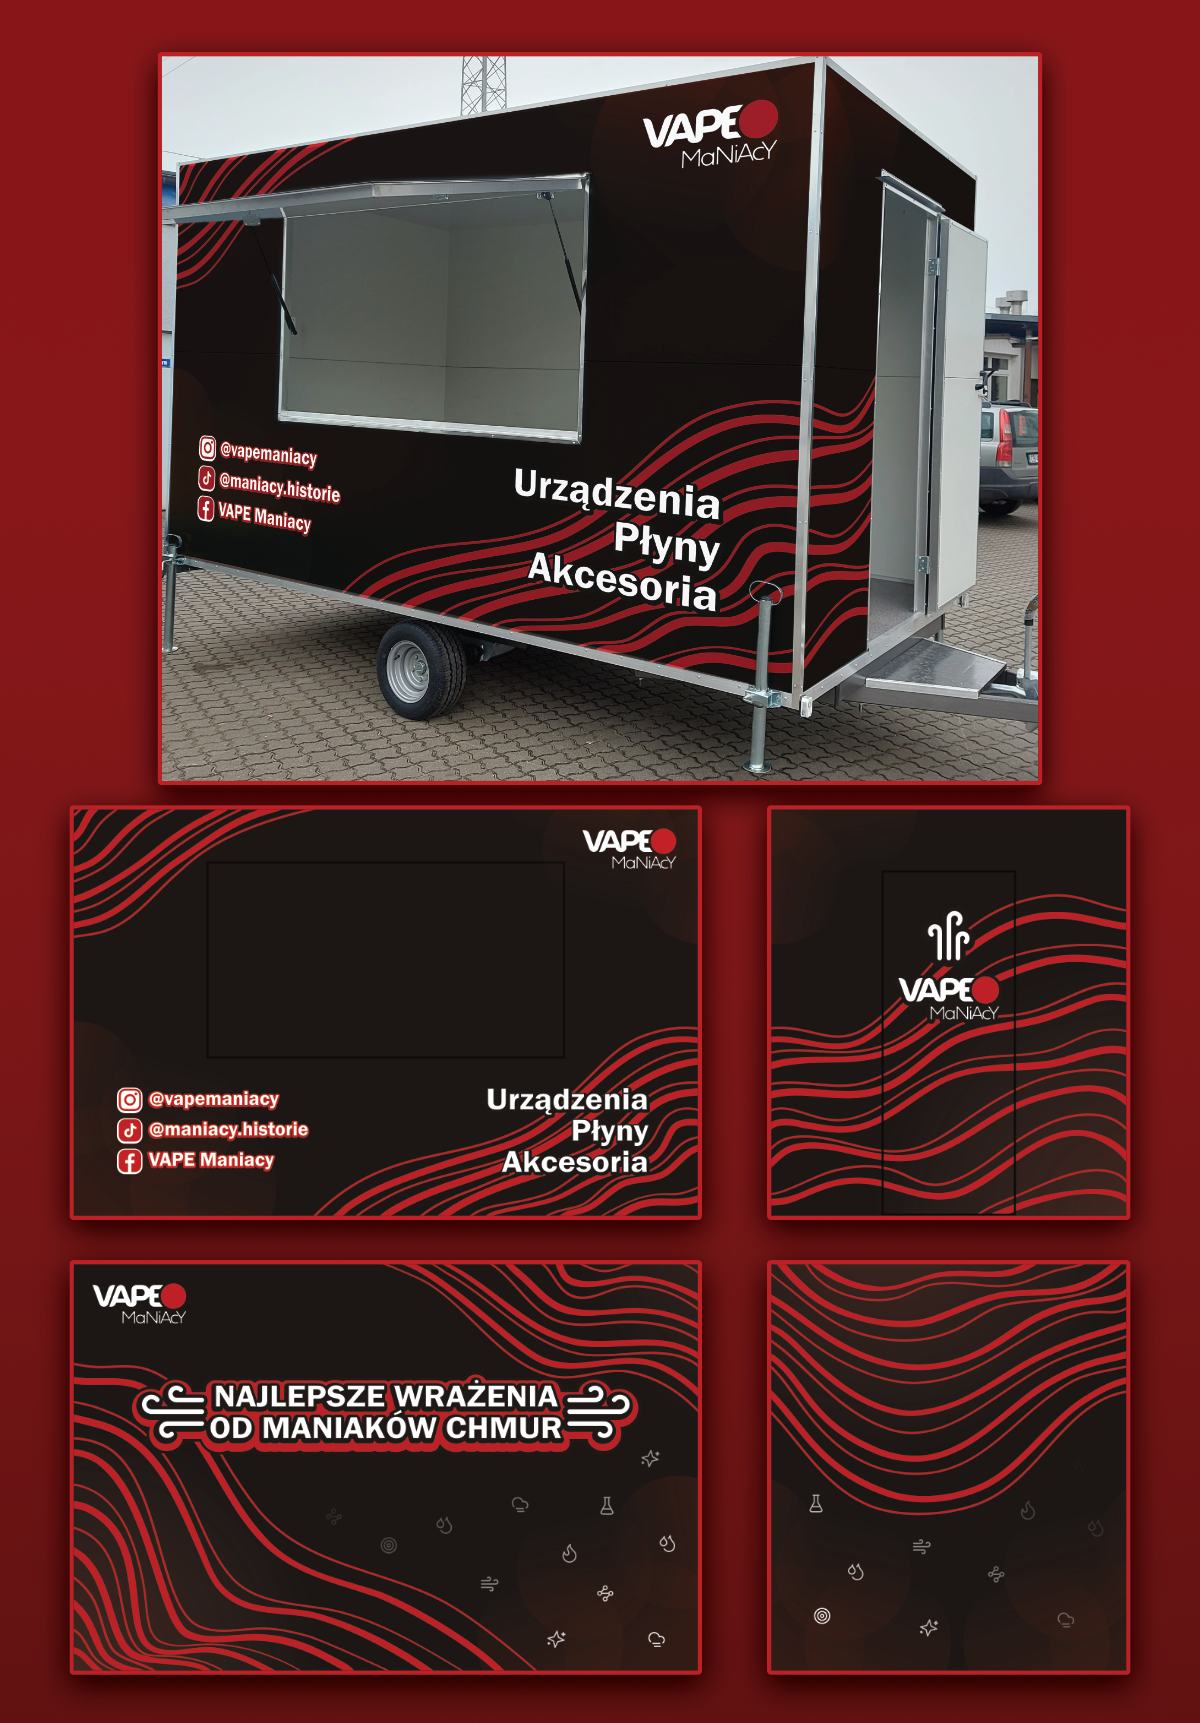 VAPE
MaNiAcY
@vapemaniacy
@maniacy.historie
VAPE Maniacy
Urządzenia
Płyny
Akcesoria
VAPE
MaNiAcY
@vapemaniacy
@maniacy.historie
VAPE Maniacy
Urządzenia
Płyny
Akcesoria
VAPE
MaNiAcY
VAPE
MaNiAcY
NAJLEPSZE WRAŻENIA
OD MANIAKÓW CHMUR